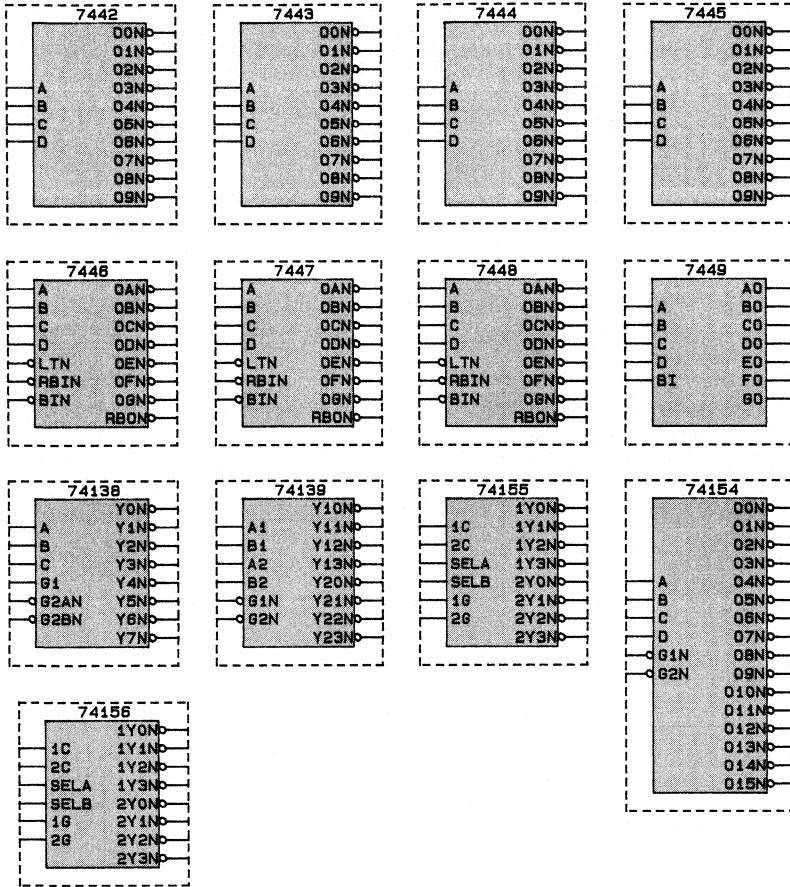 7442
O0N
O1N
O2N
A O3N
B O4N
C O5N
D O6N
O7N
O8N
O9N
7443
O0N
O1N
O2N
A O3N
B O4N
C O5N
D O6N
O7N
O8N
O9N
7444
O0N
O1N
O2N
A O3N
B O4N
C O5N
D O6N
O7N
O8N
O9N
7445
O0N
O1N
O2N
A O3N
B O4N
C O5N
D O6N
O7N
O8N
O9N
7446
A OAN
B OBN
C OCN
D ODN
LTN OEN
RBIN OFN
BIN OGN
RBON
7447
A OAN
B OBN
C OCN
D ODN
LTN OEN
RBIN OFN
BIN OGN
RBON
7448
A OAN
B OBN
C OCN
D ODN
LTN OEN
RBIN OFN
BIN OGN
RBON
7449
AO
A BO
B CO
C DO
D EO
BI FO
GO
74138
Y0N
A Y1N
B Y2N
C Y3N
G1 Y4N
G2AN Y5N
G2BN Y6N
Y7N
74139
Y10N
A1 Y11N
B1 Y12N
A2 Y13N
B2 Y20N
G1N Y21N
G2N Y22N
Y23N
74155
1Y0N
1C 1Y1N
2C 1Y2N
SELA 1Y3N
SELB 2Y0N
1G 2Y1N
2G 2Y2N
2Y3N
74154
O0N
O1N
O2N
O3N
A O4N
B O5N
C O6N
D O7N
G1N O8N
G2N O9N
O10N
O11N
O12N
O13N
O14N
O15N
74156
1Y0N
1C 1Y1N
2C 1Y2N
SELA 1Y3N
SELB 2Y0N
1G 2Y1N
2G 2Y2N
2Y3N